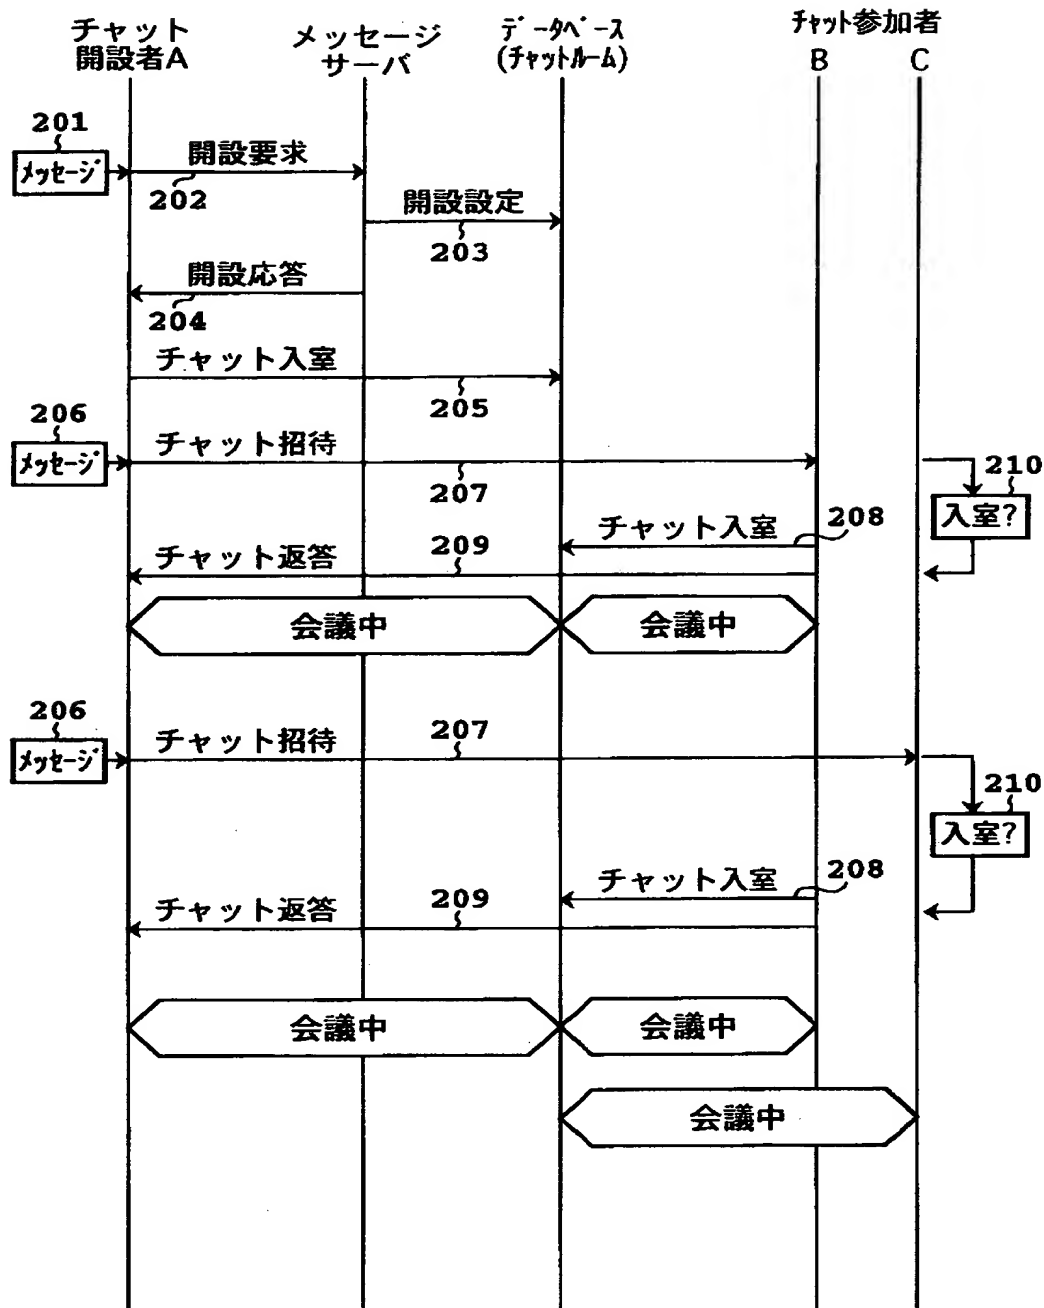 チャット
開設者A
メッセージ
サーバ
データベース
(チャットルーム)
チャット参加者
B
C
201
メッセージ
開設要求
202
開設設定
203
開設応答
204
チャット入室
205
206
メッセージ
チャット招待
207
210
入室?
チャット入室
208
チャット返答
209
会議中
会議中
206
メッセージ
チャット招待
207
210
入室?
チャット入室
208
チャット返答
209
会議中
会議中
会議中